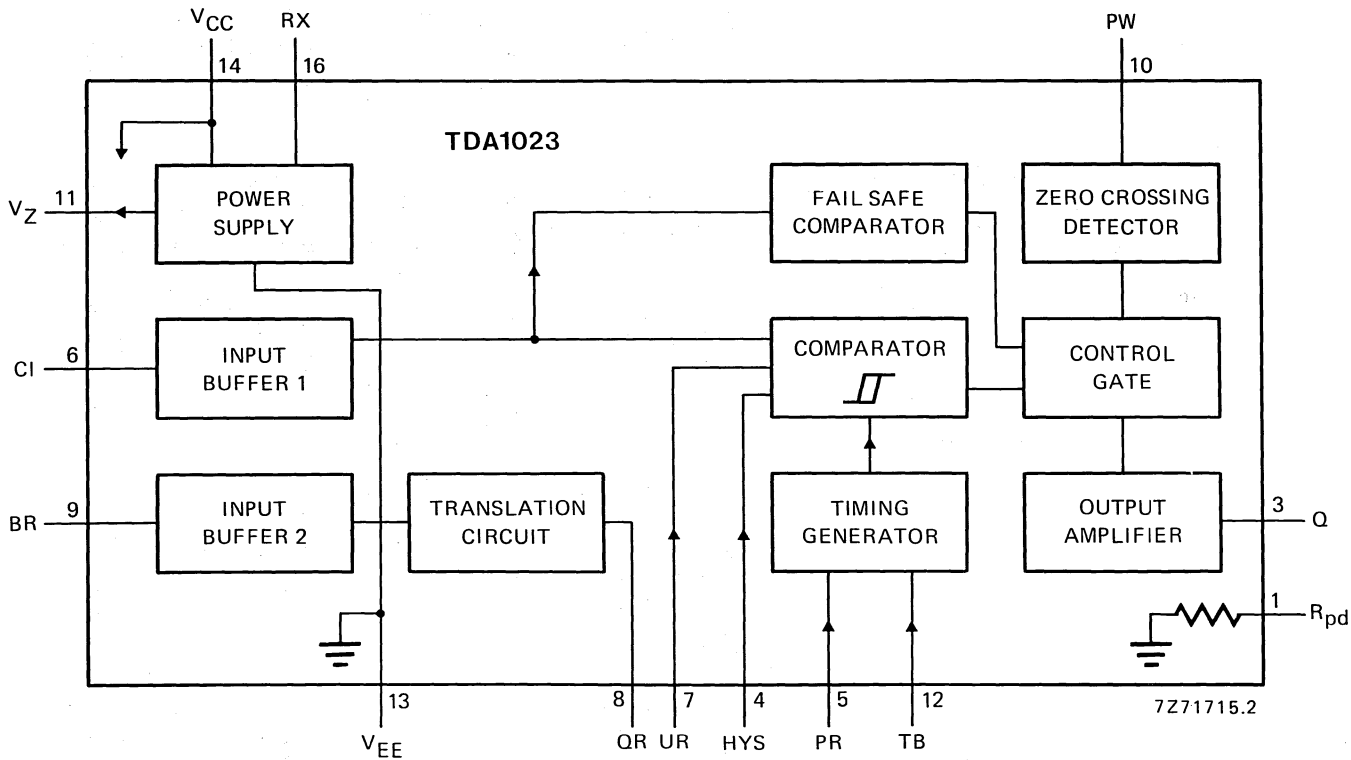 VCC RX PW
14 16 10
TDA1023
POWER
SUPPLY
FAIL SAFE
COMPARATOR
ZERO CROSSING
DETECTOR
11
VZ
6
CI
INPUT
BUFFER 1
COMPARATOR
CONTROL
GATE
9
BR
INPUT
BUFFER 2
TRANSLATION
CIRCUIT
TIMING
GENERATOR
OUTPUT
AMPLIFIER
3
Q
1
Rpd
13 8 7 4 5 12
7Z71715.2
VEE QR UR HYS PR TB